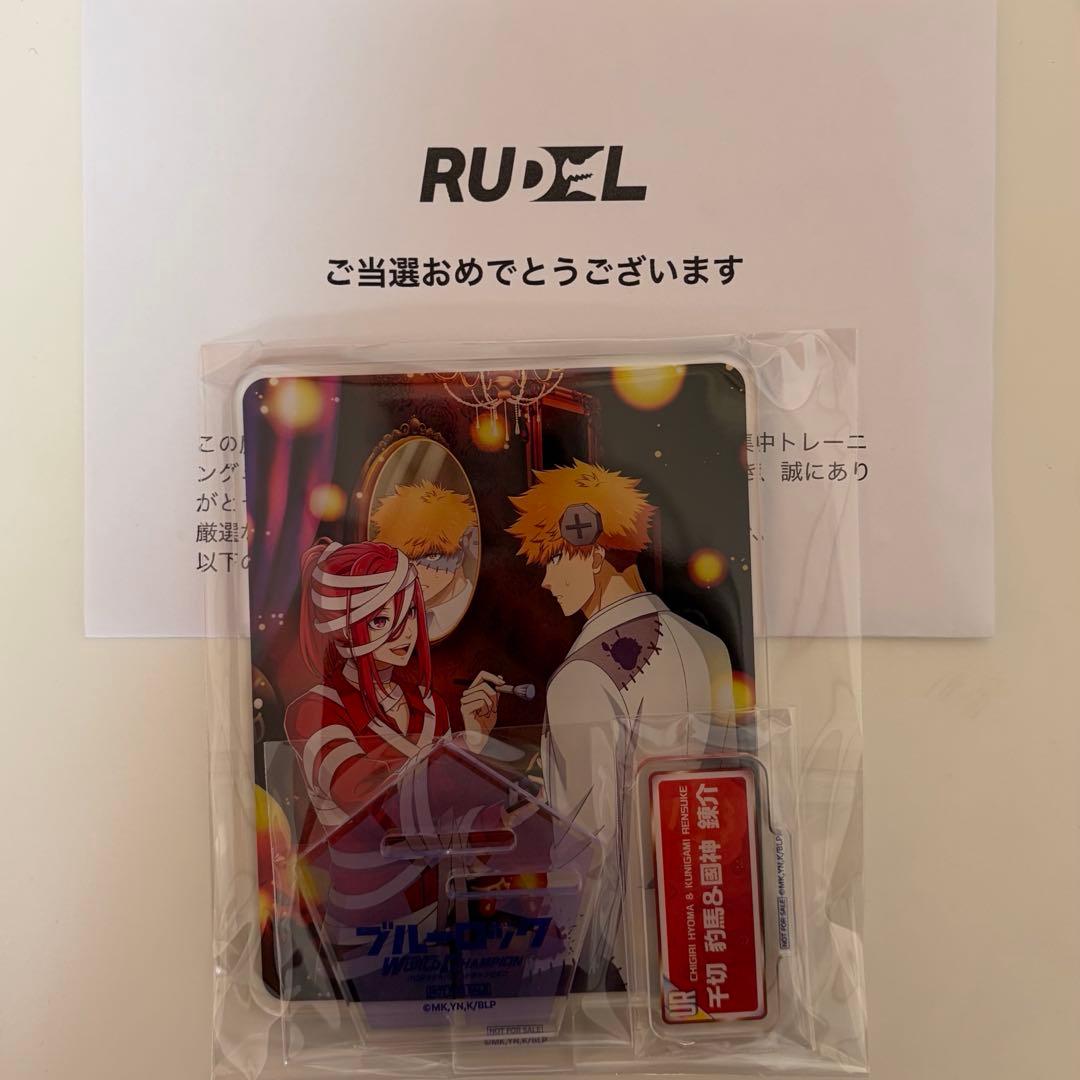 RUDEL
ご当選おめでとうございます
この
集中トレーニ
ング
き、誠にあり
がと
厳選
以下の
ブルーロック
WORLD CHAMPION
©MK,YN,K/BLP
NOT FOR SALE
©MK,YN,K/BLP
UR
CHIGIRI HYOMA & KUNIGAMI RENSUKE
千切 豹馬&國神 錬介
NOT FOR SALE ©MK,YN,K/BLP